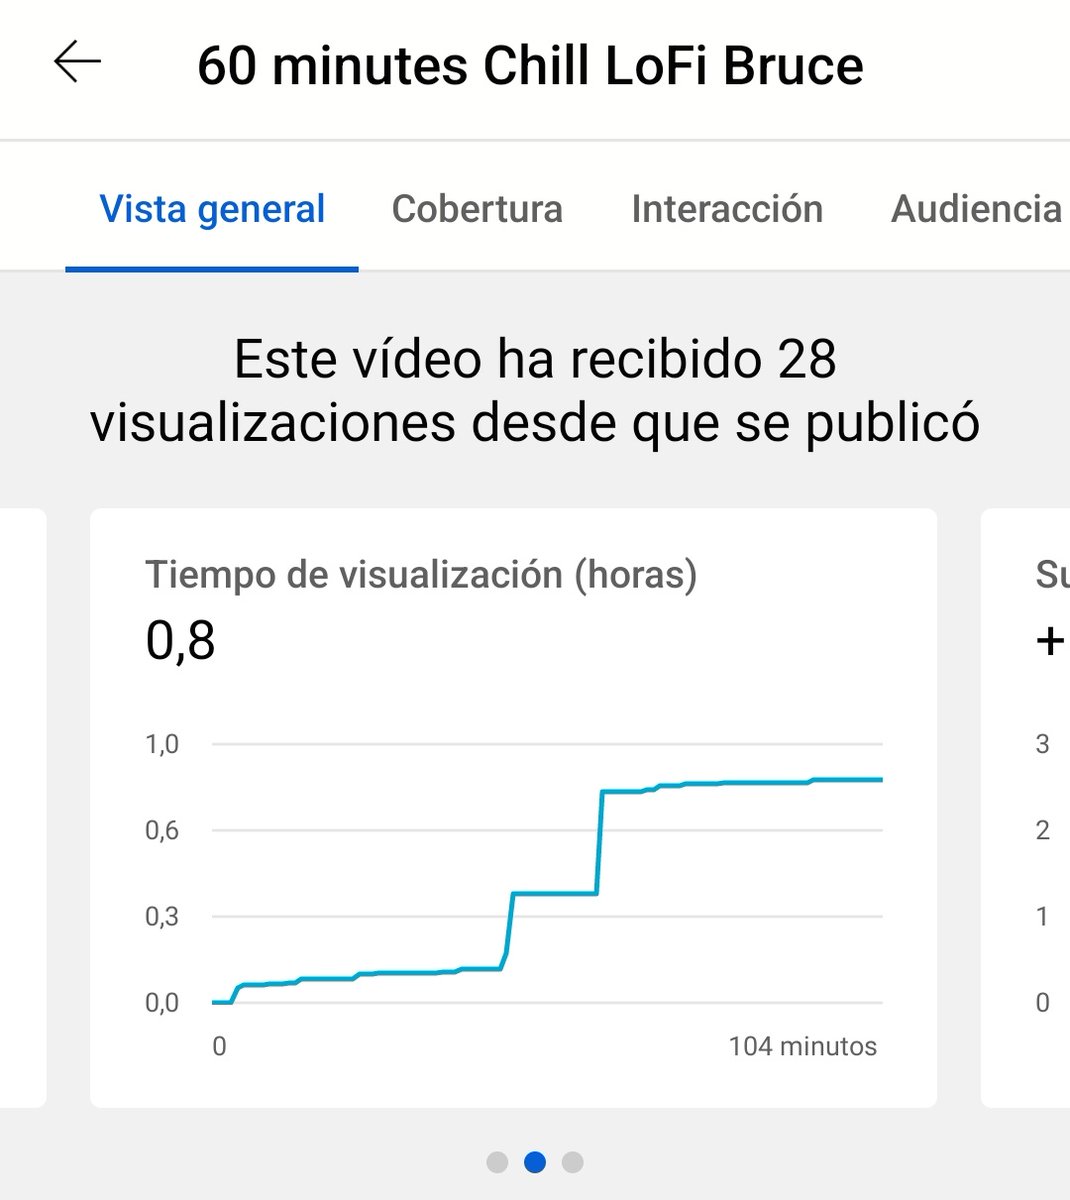 60 minutes Chill LoFi Bruce
Vista general Cobertura Interacción Audiencia
Este vídeo ha recibido 28
visualizaciones desde que se publicó
Tiempo de visualización (horas)
0,8
1,0
0,6
0,3
0,0
0 104 minutos
Su
+
3
2
1
0